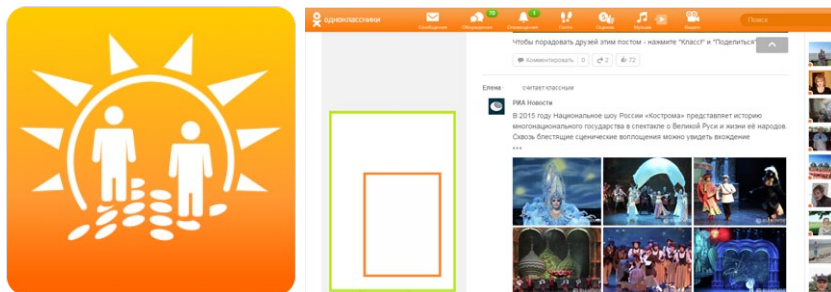 одноклассники
Сообщения
Обсуждения
Оповещения
Гости
Оценки
Музыка
Видео
Поиск
Чтобы порадовать друзей этим постом - нажмите "Класс!" и "Поделиться"
Комментировать 0 2 72
Елена считает классным
РИА Новости
В 2015 году Национальное шоу России «Кострома» представляет историю
многонационального государства в спектакле о Великой Руси и жизни её народов.
Сквозь блестящие сценические воплощения можно увидеть вхождение
•••